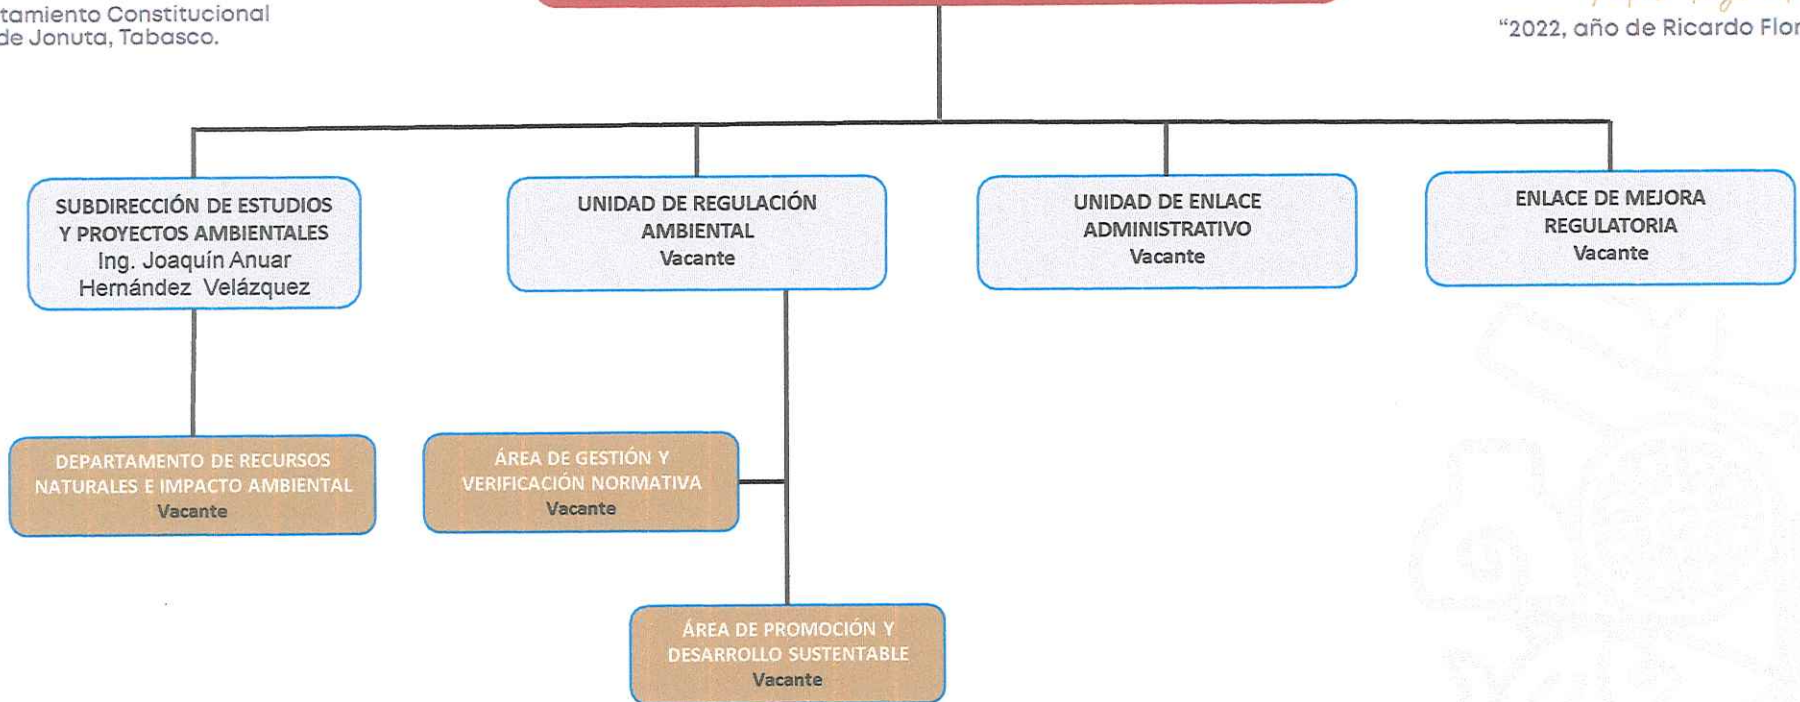 de Jonuta, Tabasco.
Constitucional
"2022, año de Ricardo
SUBDIRECCIÓN DE ESTUDIOS
Y PROYECTOS AMBIENTALES
Ing. Joaquín Anuar
Hernández Velázquez
UNIDAD DE REGULACIÓN
AMBIENTAL
Vacante
UNIDAD DE ENLACE
ADMINISTRATIVO
Vacante
ENLACE DE MEJORA
REGULATORIA
Vacante
DEPARTAMENTO DE RECURSOS
NATURALES E IMPACTO AMBIENTAL
Vacante
ÁREA DE GESTIÓN Y
VERIFICACIÓN NORMATIVA
Vacante
ÁREA DE PROMOCIÓN Y
DESARROLLO SUSTENTABLE
Vacante